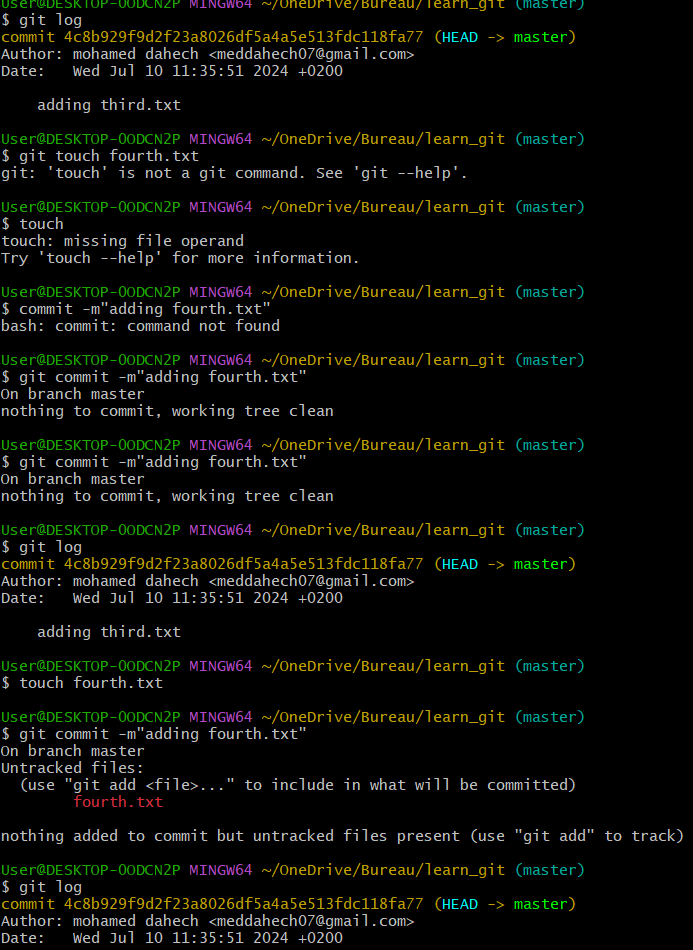 User@DESKTOP-OODCN2P MINGW64 ~/OneDrive/Bureau/learn_git (master)
$ git log
commit 4c8b929f9d2f23a8026df5a4a5e513fdc118fa77 (HEAD -> master)
Author: mohamed dahech <meddahech07@gmail.com>
Date:   Wed Jul 10 11:35:51 2024 +0200

    adding third.txt

User@DESKTOP-OODCN2P MINGW64 ~/OneDrive/Bureau/learn_git (master)
$ git touch fourth.txt
git: 'touch' is not a git command. See 'git --help'.

User@DESKTOP-OODCN2P MINGW64 ~/OneDrive/Bureau/learn_git (master)
$ touch
touch: missing file operand
Try 'touch --help' for more information.

User@DESKTOP-OODCN2P MINGW64 ~/OneDrive/Bureau/learn_git (master)
$ commit -m"adding fourth.txt"
bash: commit: command not found

User@DESKTOP-OODCN2P MINGW64 ~/OneDrive/Bureau/learn_git (master)
$ git commit -m"adding fourth.txt"
On branch master
nothing to commit, working tree clean

User@DESKTOP-OODCN2P MINGW64 ~/OneDrive/Bureau/learn_git (master)
$ git commit -m"adding fourth.txt"
On branch master
nothing to commit, working tree clean

User@DESKTOP-OODCN2P MINGW64 ~/OneDrive/Bureau/learn_git (master)
$ git log
commit 4c8b929f9d2f23a8026df5a4a5e513fdc118fa77 (HEAD -> master)
Author: mohamed dahech <meddahech07@gmail.com>
Date:   Wed Jul 10 11:35:51 2024 +0200

    adding third.txt

User@DESKTOP-OODCN2P MINGW64 ~/OneDrive/Bureau/learn_git (master)
$ touch fourth.txt

User@DESKTOP-OODCN2P MINGW64 ~/OneDrive/Bureau/learn_git (master)
$ git commit -m"adding fourth.txt"
On branch master
Untracked files:
  (use "git add <file>..." to include in what will be committed)
        fourth.txt

nothing added to commit but untracked files present (use "git add" to track)

User@DESKTOP-OODCN2P MINGW64 ~/OneDrive/Bureau/learn_git (master)
$ git log
commit 4c8b929f9d2f23a8026df5a4a5e513fdc118fa77 (HEAD -> master)
Author: mohamed dahech <meddahech07@gmail.com>
Date:   Wed Jul 10 11:35:51 2024 +0200